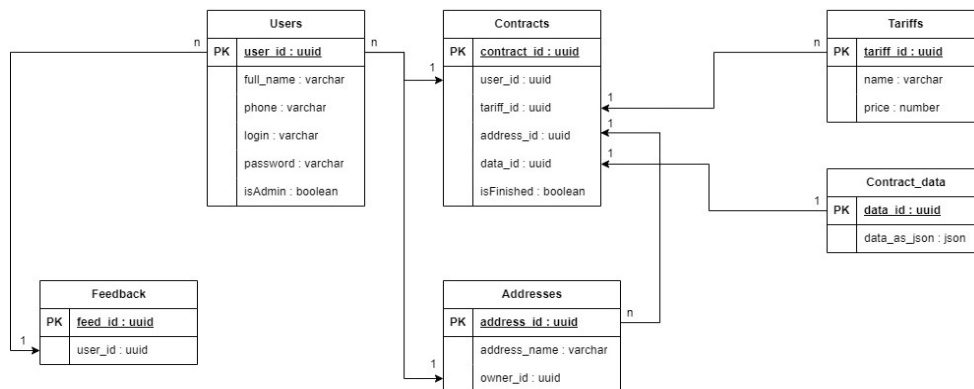 Users
PK user_id : uuid
full_name : varchar
phone : varchar
login : varchar
password : varchar
isAdmin : boolean
n
n
Contracts
PK contract_id : uuid
user_id : uuid
tariff_id : uuid
address_id : uuid
data_id : uuid
isFinished : boolean
1
1
1
1
Tariffs
PK tariff_id : uuid
name : varchar
price : number
n
Contract_data
PK data_id : uuid
data_as_json : json
1
Feedback
PK feed_id : uuid
user_id : uuid
1
Addresses
PK address_id : uuid
address_name : varchar
owner_id : uuid
n
1